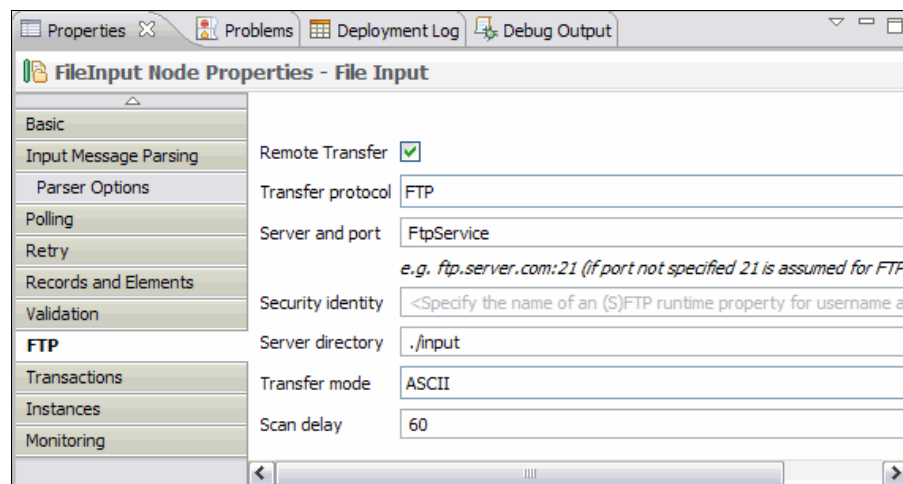 Properties Problems Deployment Log Debug Output
FileInput Node Properties - File Input
Basic
Input Message Parsing
Parser Options
Polling
Retry
Records and Elements
Validation
FTP
Transactions
Instances
Monitoring
Remote Transfer
Transfer protocol FTP
Server and port FtpService
e.g. ftp.server.com:21 (if port not specified 21 is assumed for FTP
Security identity <Specify the name of an (S)FTP runtime property for username a
Server directory ./input
Transfer mode ASCII
Scan delay 60